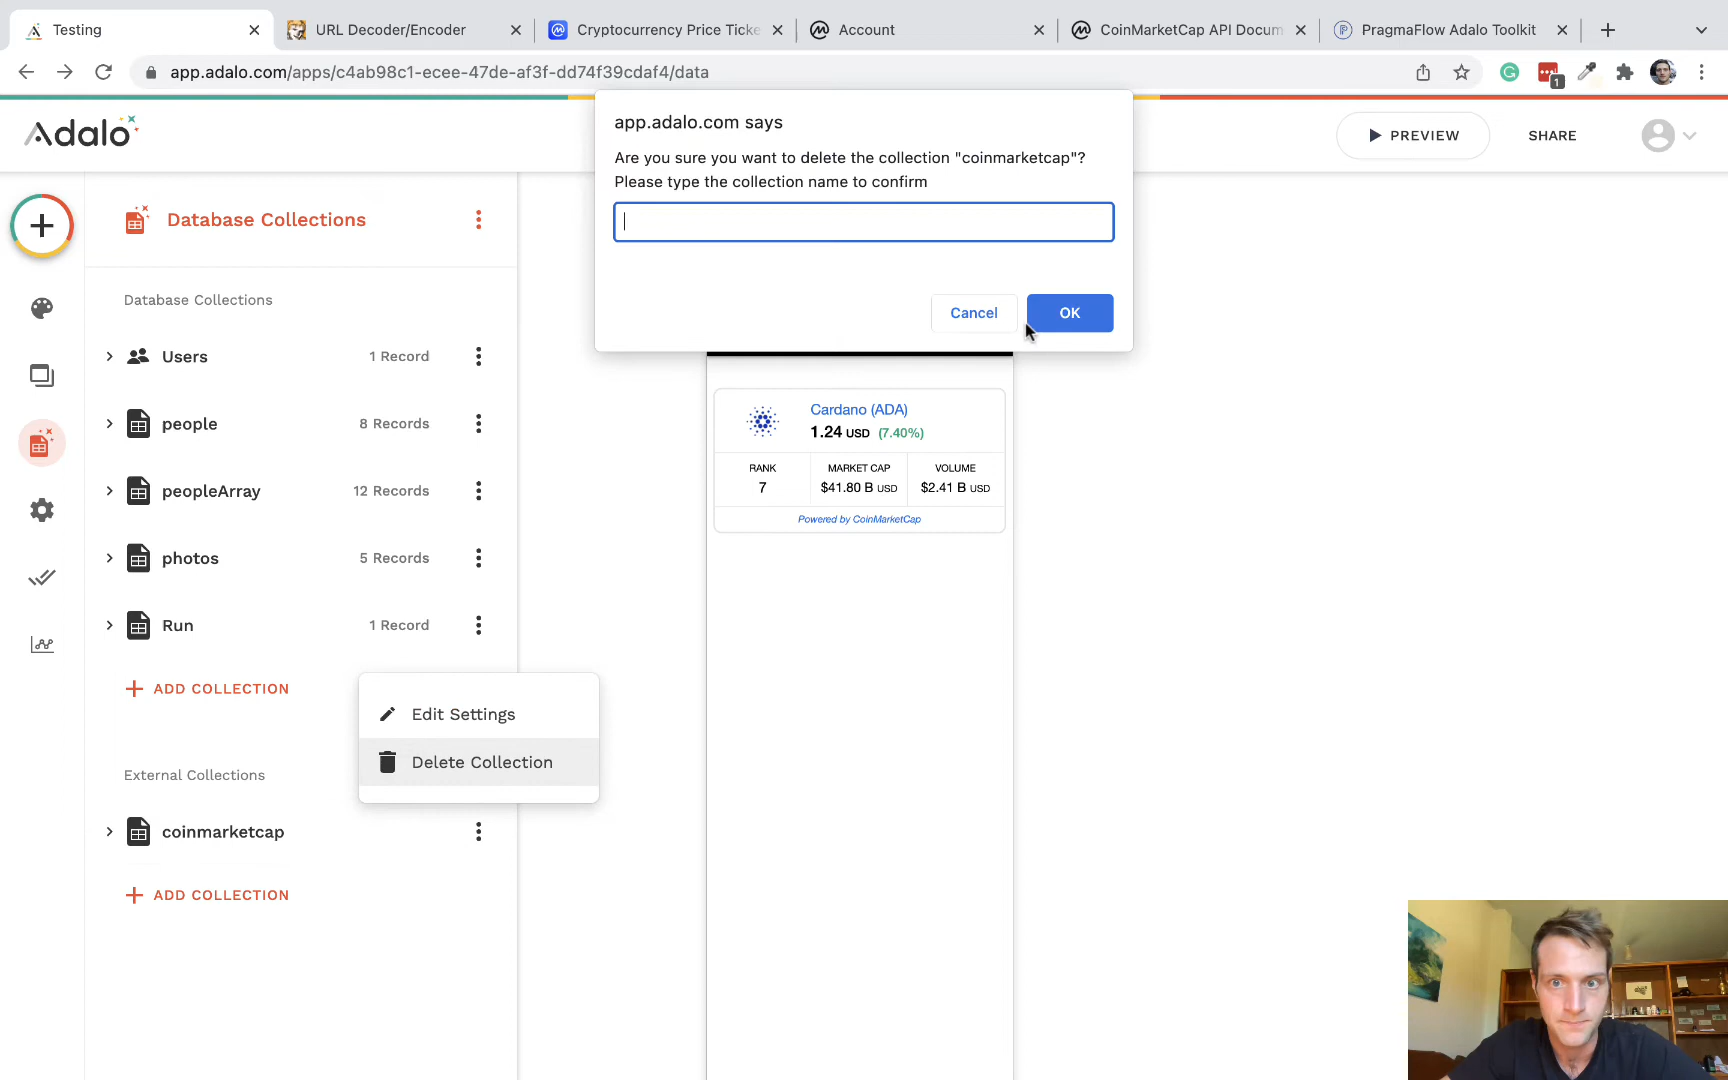 Testing
URL Decoder/Encoder
Cryptocurrency Price Ticke
Account
CoinMarketCap API Docum
PragmaFlow Adalo Toolkit
app.adalo.com/apps/c4ab98c1-ecee-47de-af3f-dd74f39cdaf4/data
1
Adalo
PREVIEW
SHARE
app.adalo.com says
Are you sure you want to delete the collection "coinmarketcap"?
Please type the collection name to confirm
Cancel
OK
Database Collections
Database Collections
Users 1 Record
people 8 Records
peopleArray 12 Records
photos 5 Records
Run 1 Record
+ ADD COLLECTION
Edit Settings
Delete Collection
External Collections
coinmarketcap
+ ADD COLLECTION
Cardano (ADA)
1.24 USD (7.40%)
RANK MARKET CAP VOLUME
7 $41.80 B USD $2.41 B USD
Powered by CoinMarketCap